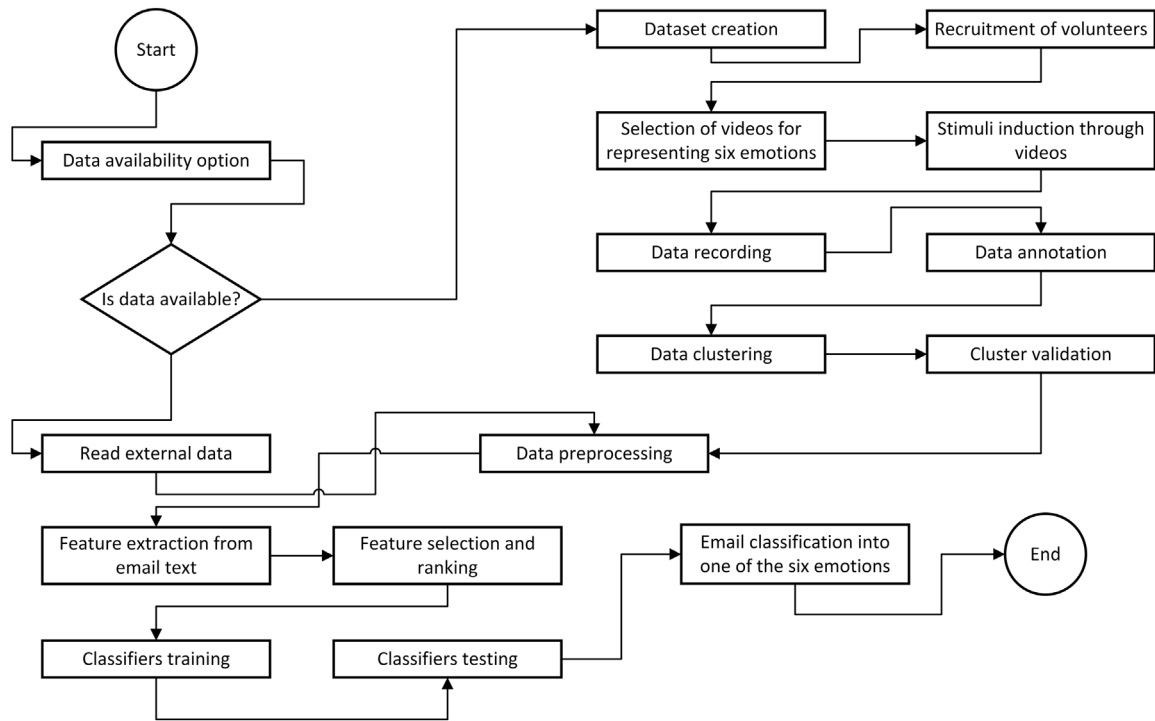 Start
Dataset creation
Recruitment of volunteers
Data availability option
Selection of videos for
representing six emotions
Stimuli induction through
videos
Is data available?
Data recording
Data annotation
Data clustering
Cluster validation
Read external data
Data preprocessing
Feature extraction from
email text
Feature selection and
ranking
Email classification into
one of the six emotions
End
Classifiers training
Classifiers testing